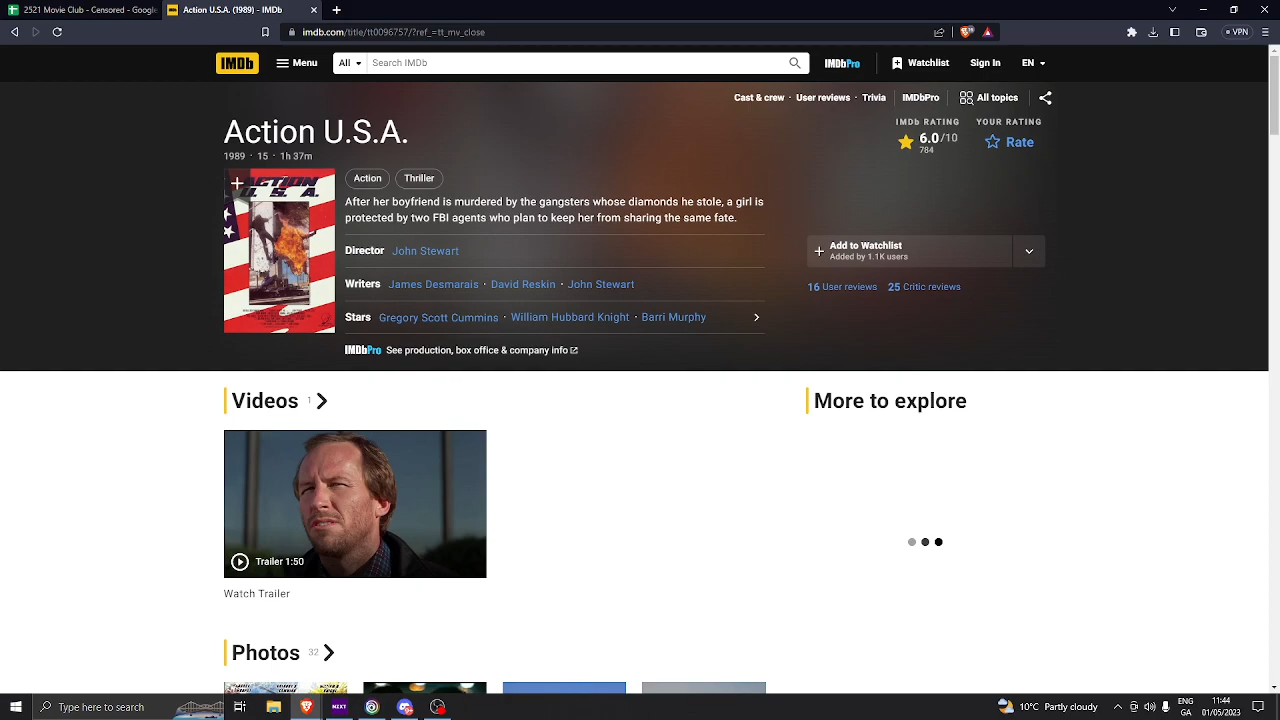 2521 Movie Club - Censored - Google
Action U.S.A. (1989) - IMDb
imdb.com/title/tt0096757/?ref_=tt_mv_close
VPN
IMDb
Menu
All
Search IMDb
IMDbPro
Watchlist
Sign In
EN
Cast & crew · User reviews · Trivia
IMDbPro
All topics
Action U.S.A.
1989 · 15 · 1h 37m
IMDb RATING
YOUR RATING
6.0/10
784
Rate
ACTION
U. S. A.
Action
Thriller
After her boyfriend is murdered by the gangsters whose diamonds he stole, a girl is
protected by two FBI agents who plan to keep her from sharing the same fate.
Director John Stewart
Writers James Desmarais · David Reskin · John Stewart
Stars Gregory Scott Cummins · William Hubbard Knight · Barri Murphy
IMDbPro See production, box office & company info
Add to Watchlist
Added by 1.1K users
16 User reviews
25 Critic reviews
Videos 1
More to explore
Trailer 1:50
Watch Trailer
Photos 32
Type here to search
NZXT
10°C Partly cloudy
ENG
GA
11:44
01/05/2023